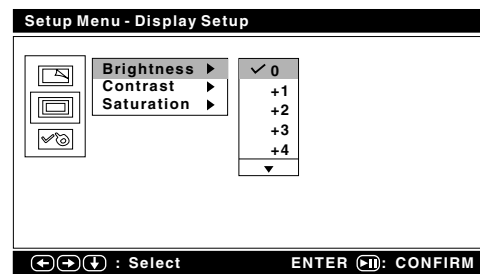 Setup Menu - Display Setup
Brightness ▶
Contrast ▶
Saturation ▶
✓ 0
+1
+2
+3
+4
▼
: Select ENTER : CONFIRM